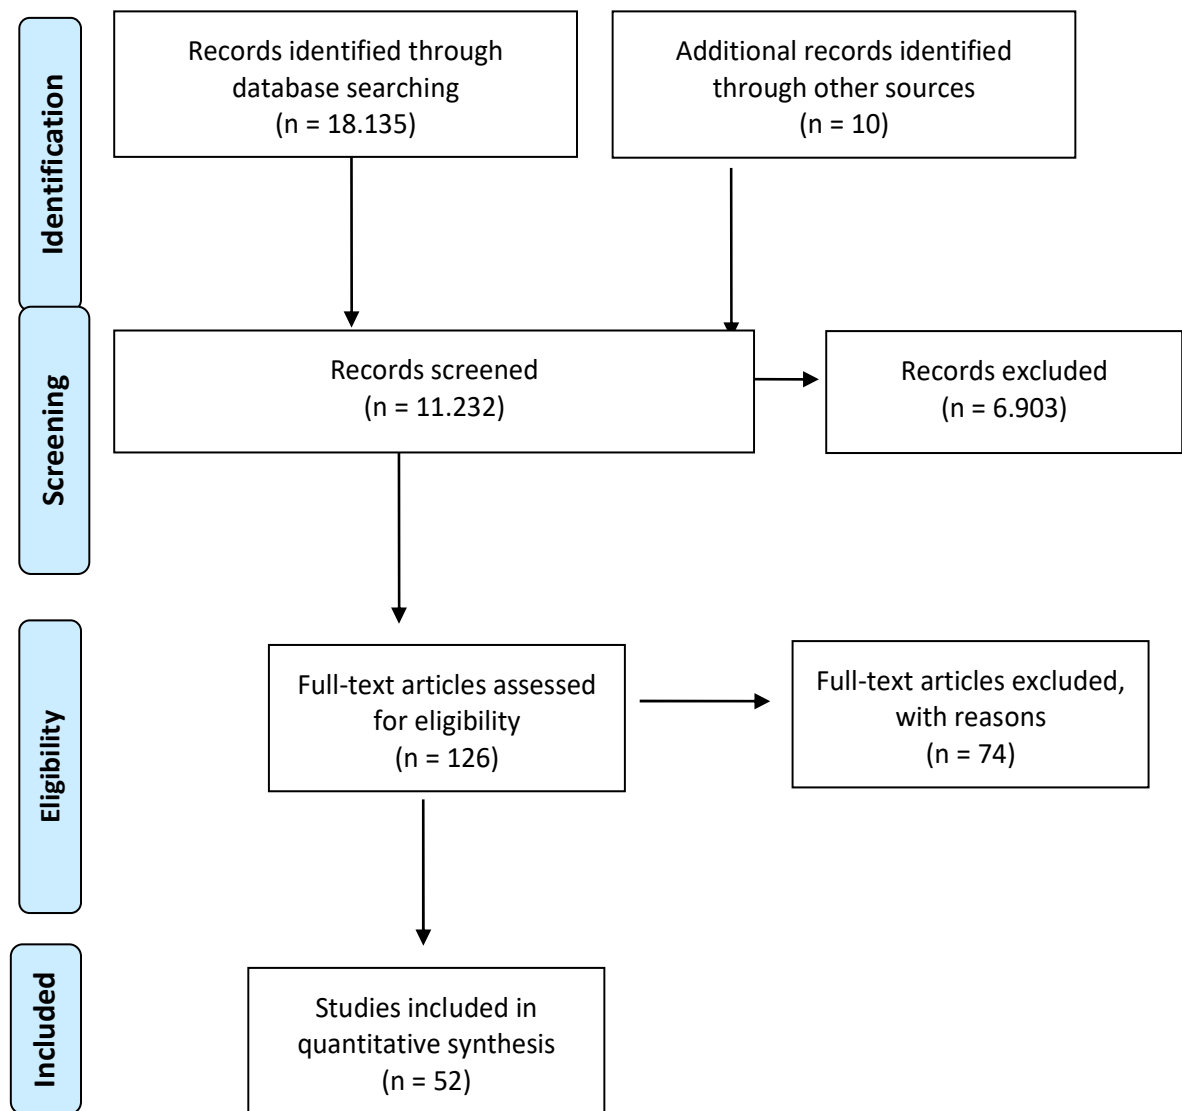 Identification
Records identified through
database searching
(n = 18.135)
Additional records identified
through other sources
(n = 10)
Screening
Records screened
(n = 11.232)
Records excluded
(n = 6.903)
Eligibility
Full-text articles assessed
for eligibility
(n = 126)
Full-text articles excluded,
with reasons
(n = 74)
Included
Studies included in
quantitative synthesis
(n = 52)